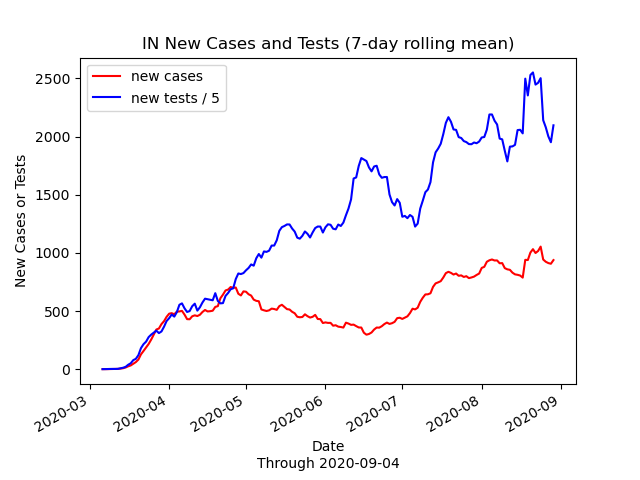 IN New Cases and Tests (7-day rolling mean)
new cases
new tests / 5
New Cases or Tests
2500
2000
1500
1000
500
0
2020-03
2020-04
2020-05
2020-06
2020-07
2020-08
2020-09
Date
Through 2020-09-04